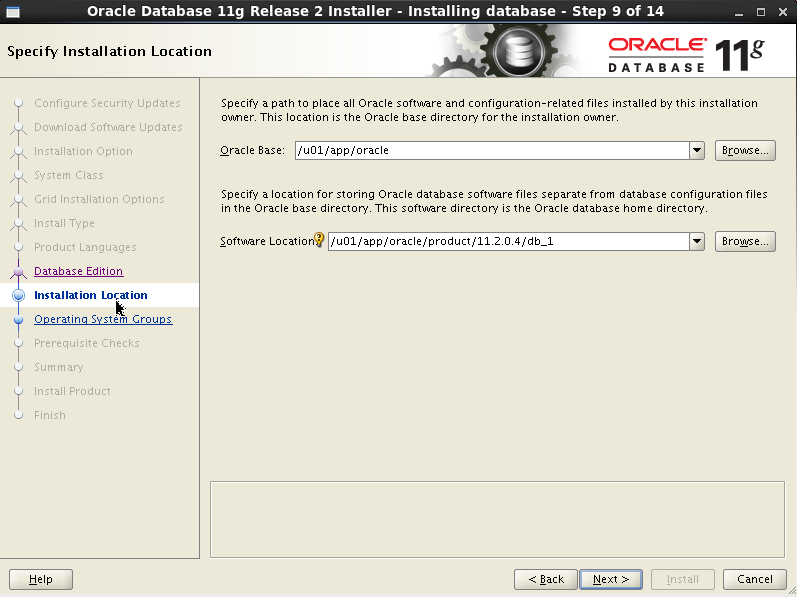 Oracle Database 11g Release 2 Installer - Installing database - Step 9 of 14
Specify Installation Location
ORACLE
DATABASE 11g
Configure Security Updates
Download Software Updates
Installation Option
System Class
Grid Installation Options
Install Type
Product Languages
Database Edition
Installation Location
Operating System Groups
Prerequisite Checks
Summary
Install Product
Finish
Specify a path to place all Oracle software and configuration-related files installed by this installation
owner. This location is the Oracle base directory for the installation owner.
Oracle Base: /u01/app/oracle Browse...
Specify a location for storing Oracle database software files separate from database configuration files
in the Oracle base directory. This software directory is the Oracle database home directory.
Software Location /u01/app/oracle/product/11.2.0.4/db_1 Browse...
Help < Back Next > Install Cancel